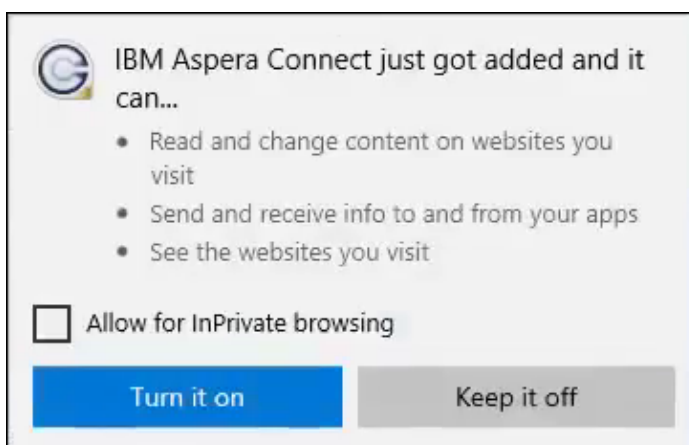 IBM Aspera Connect just got added and it
can...
• Read and change content on websites you
visit
• Send and receive info to and from your apps
• See the websites you visit
Allow for InPrivate browsing
Turn it on
Keep it off